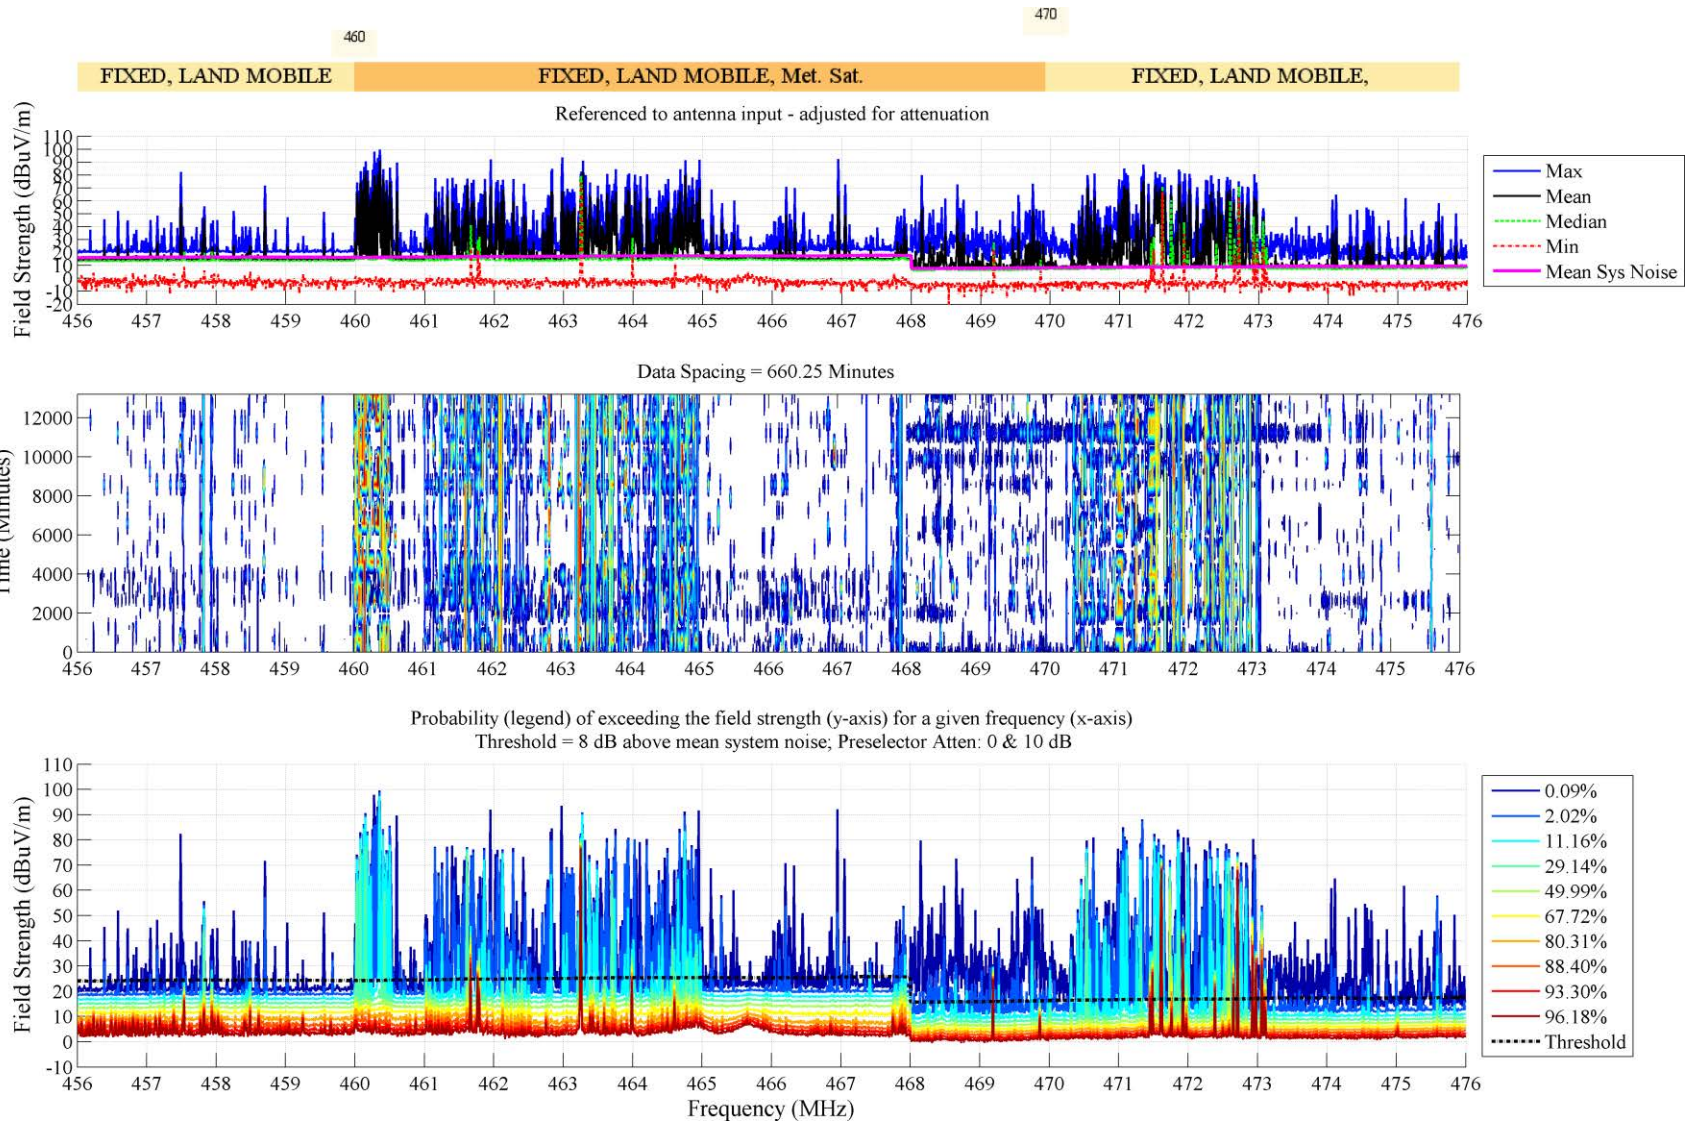 470
460
FIXED, LAND MOBILE
FIXED, LAND MOBILE, Met. Sat.
FIXED, LAND MOBILE,
Referenced to antenna input - adjusted for attenuation
Field Strength (dBuV/m)
110
100
90
80
70
60
50
40
30
20
10
0
-10
-20
456 457 458 459 460 461 462 463 464 465 466 467 468 469 470 471 472 473 474 475 476
Max
Mean
Median
Min
Mean Sys Noise
Data Spacing = 660.25 Minutes
Time (Minutes)
12000
10000
8000
6000
4000
2000
0
456 457 458 459 460 461 462 463 464 465 466 467 468 469 470 471 472 473 474 475 476
Probability (legend) of exceeding the field strength (y-axis) for a given frequency (x-axis)
Threshold = 8 dB above mean system noise; Preselector Atten: 0 & 10 dB
Field Strength (dBuV/m)
110
100
90
80
70
60
50
40
30
20
10
0
-10
456 457 458 459 460 461 462 463 464 465 466 467 468 469 470 471 472 473 474 475 476
Frequency (MHz)
0.09%
2.02%
11.16%
29.14%
49.99%
67.72%
80.31%
88.40%
93.30%
96.18%
Threshold